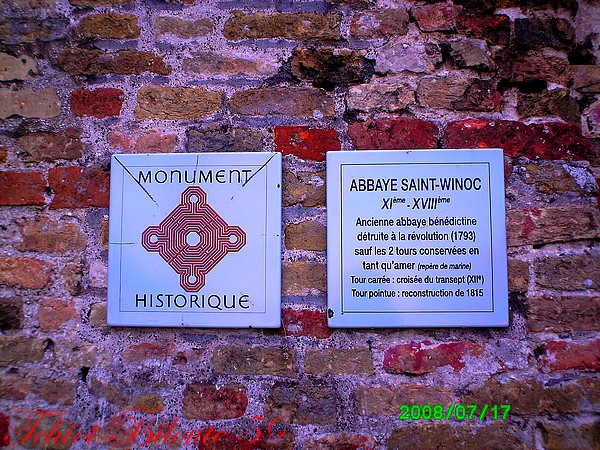 MONUMENT
HISTORIQUE
ABBAYE SAINT-WINOC
XIème-XVIIIème
Ancienne abbaye bénédictine
détruite à la révolution (1793)
sauf les 2 tours conservées en
tant qu'amer (repère de marine)
Tour carrée : croisée du transept (XIIe)
Tour pointue : reconstruction de 1815
2008/07/17